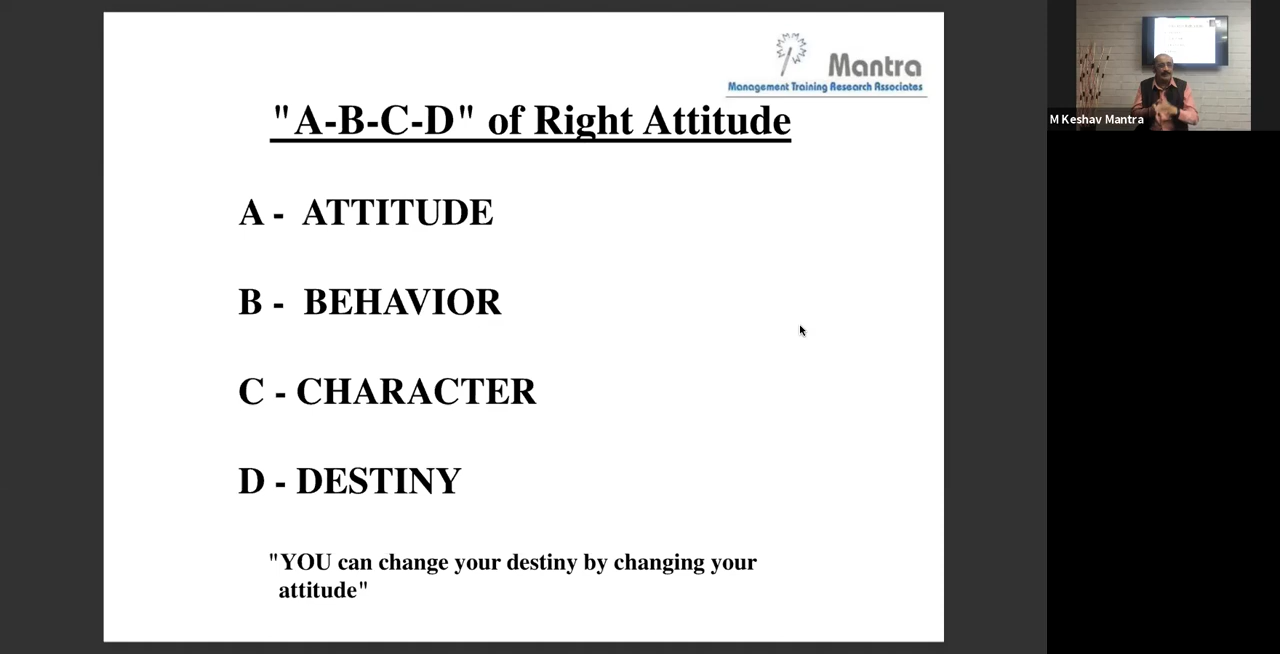 Mantra
Management Training Research Associates
"A-B-C-D" of Right Attitude
A - ATTITUDE
B - BEHAVIOR
C - CHARACTER
D - DESTINY
"YOU can change your destiny by changing your
attitude"
M Keshav Mantra